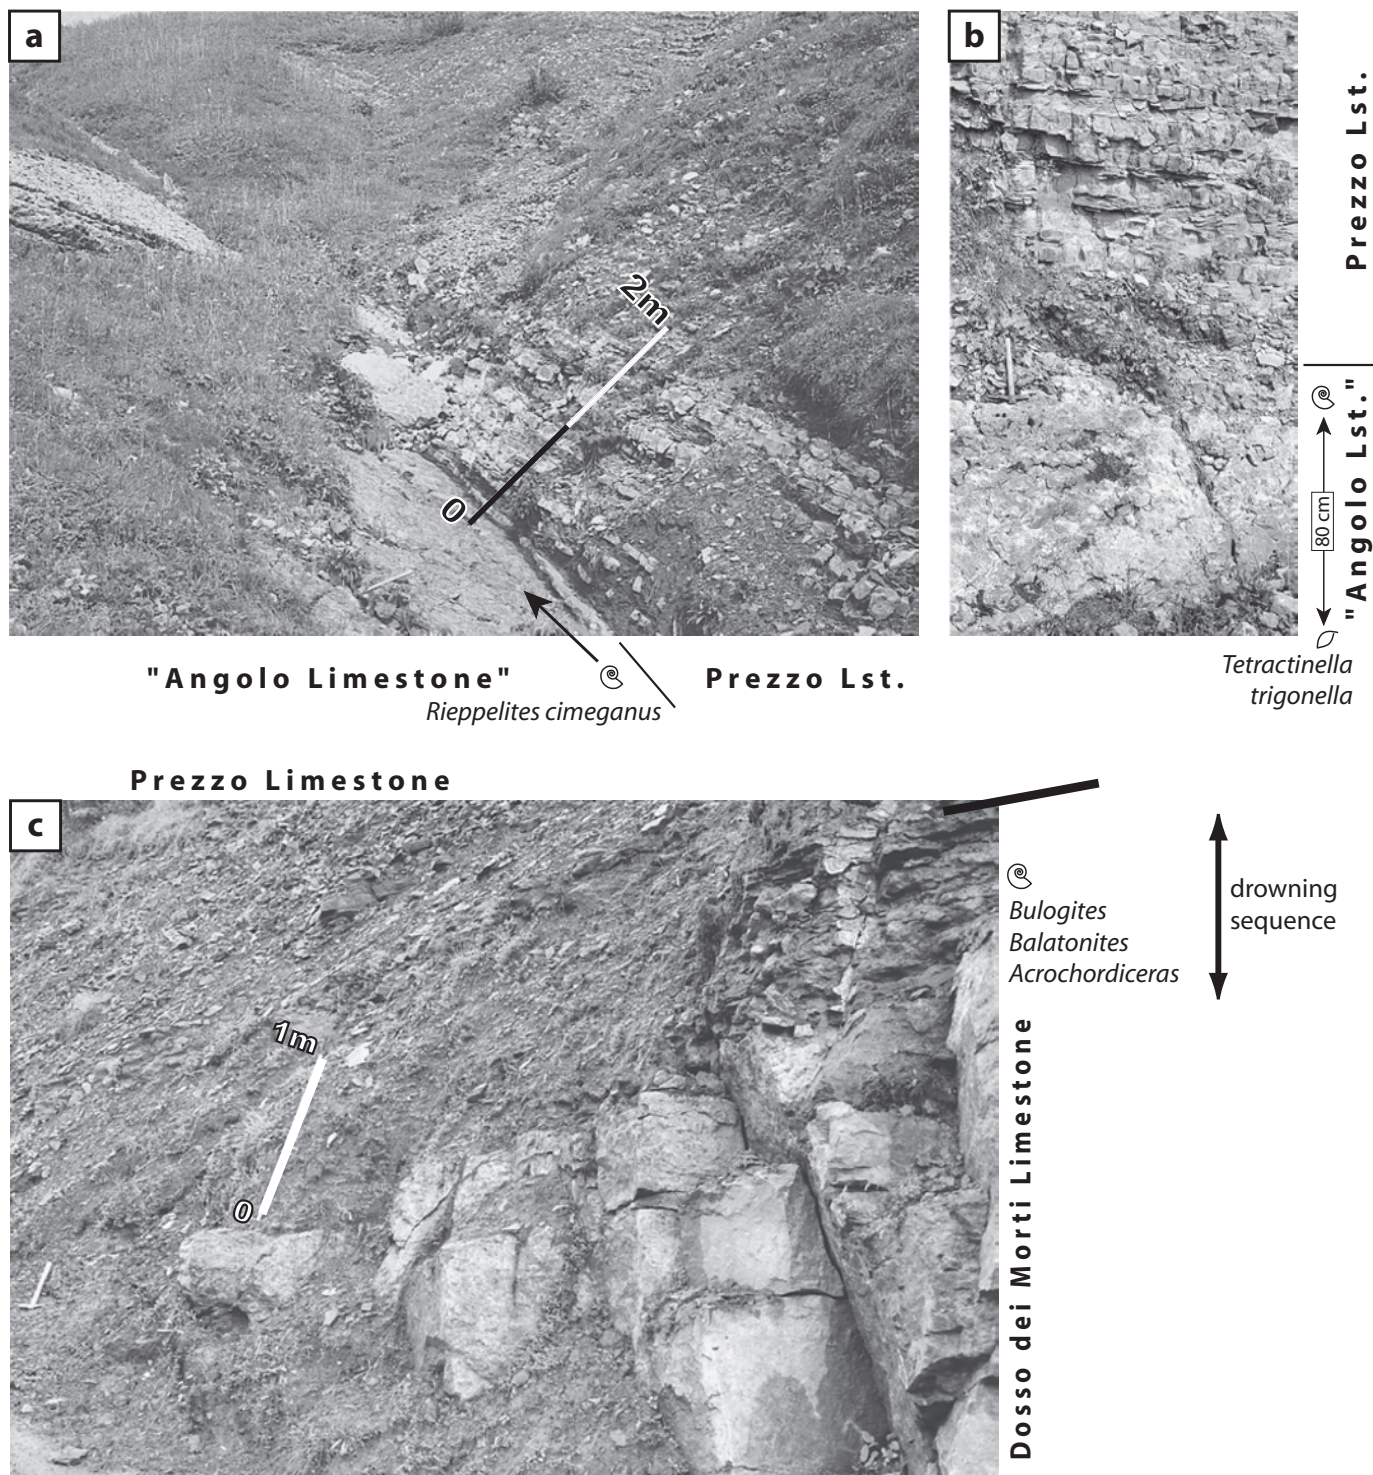 a
b
2m
0
Prezzo Lst.
"Angolo Lst."
80 cm
Tetractinella
trigonella
"Angolo Limestone"
Prezzo Lst.
Rieppelites cimeganus
Prezzo Limestone
c
1m
0
Bulogites
Balatonites
Acrochordiceras
drowning
sequence
Dosso dei Morti Limestone